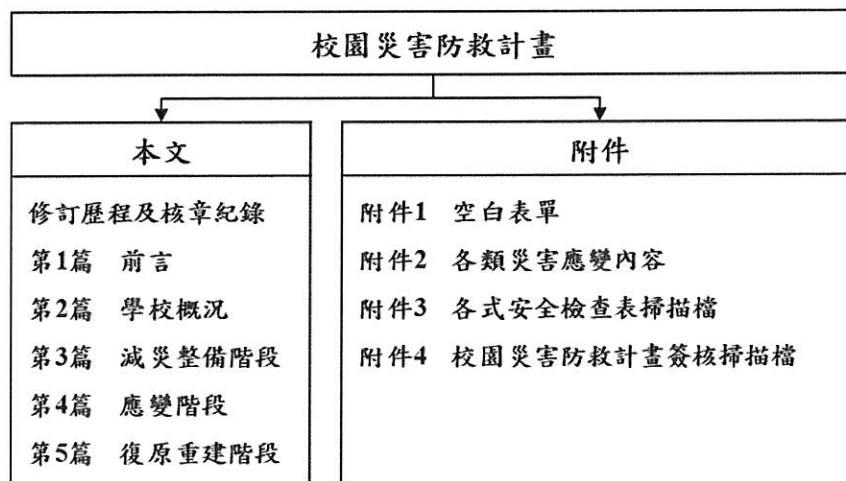 校園災害防救計畫
本文
修訂歷程及核章紀錄
第1篇 前言
第2篇 學校概況
第3篇 減災整備階段
第4篇 應變階段
第5篇 復原重建階段
附件
附件1 空白表單
附件2 各類災害應變內容
附件3 各式安全檢查表掃描檔
附件4 校園災害防救計畫簽核掃描檔